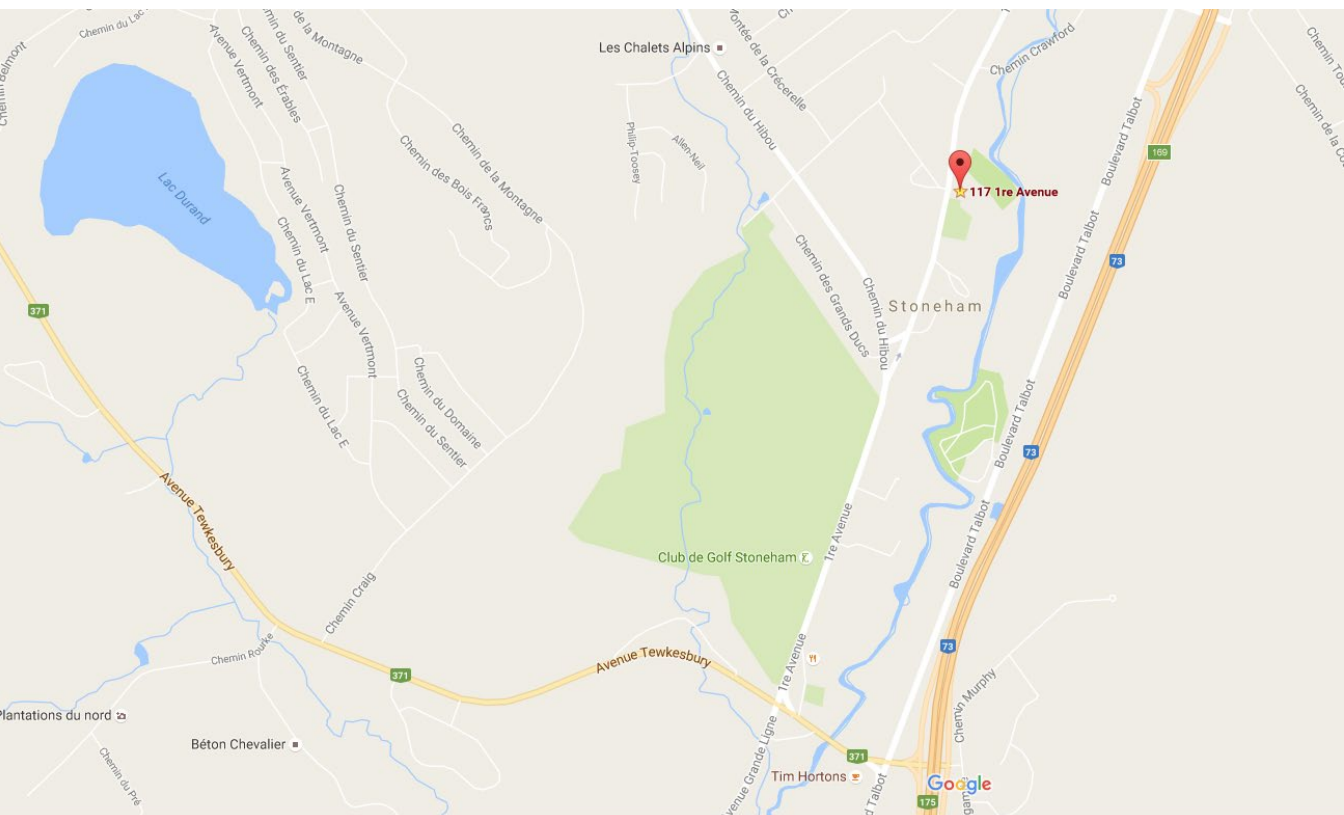 Chemin du Lac
de la Montagne
Montée de la Crécerelle
Les Chalets Alpins
Chemin Crawford
Chemin Belmont
Avenue Vertmont
Chemin du Sentier
Chemin des Érables
Chemin du Hibou
Boulevard Talbot
Chemin de la
Philip-Toosey
Allen-Neil
Chemin de la Montagne
Chemin des Bois Francs
169
117 1re Avenue
Lac Durand
Avenue Vertmont
Chemin du Sentier
Chemin du Lac E
Boulevard Talbot
73
Chemin des Grands Ducs
Chemin du Hibou
Stoneham
371
Avenue Vertmont
Chemin du Lac E
Chemin du Domaine
Chemin du Sentier
Boulevard Talbot
73
Avenue Tewkesbury
1re Avenue
Boulevard Talbot
Club de Golf Stoneham
Chemin Craig
Chemin Rourke
Avenue Tewkesbury
1re Avenue
73
371
Chemin Murphy
Plantations du nord
Béton Chevalier
Chemin du Pré
Avenue Grande Ligne
371
Tim Hortons
Talbot
Google
175